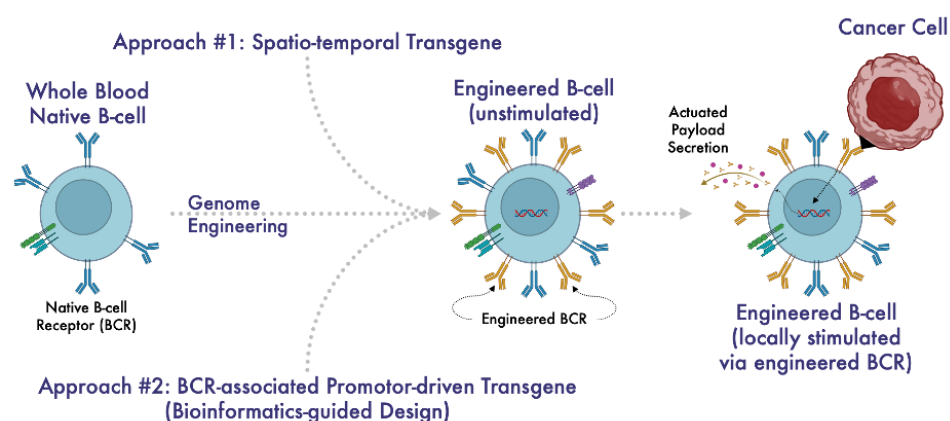 Approach #1: Spatio-temporal Transgene
Cancer Cell
Whole Blood
Native B-cell
Engineered B-cell
(unstimulated)
Actuated
Payload
Secretion
Genome
Engineering
Native B-cell
Receptor (BCR)
Engineered BCR
Engineered B-cell
(locally stimulated
via engineered BCR)
Approach #2: BCR-associated Promotor-driven Transgene
(Bioinformatics-guided Design)